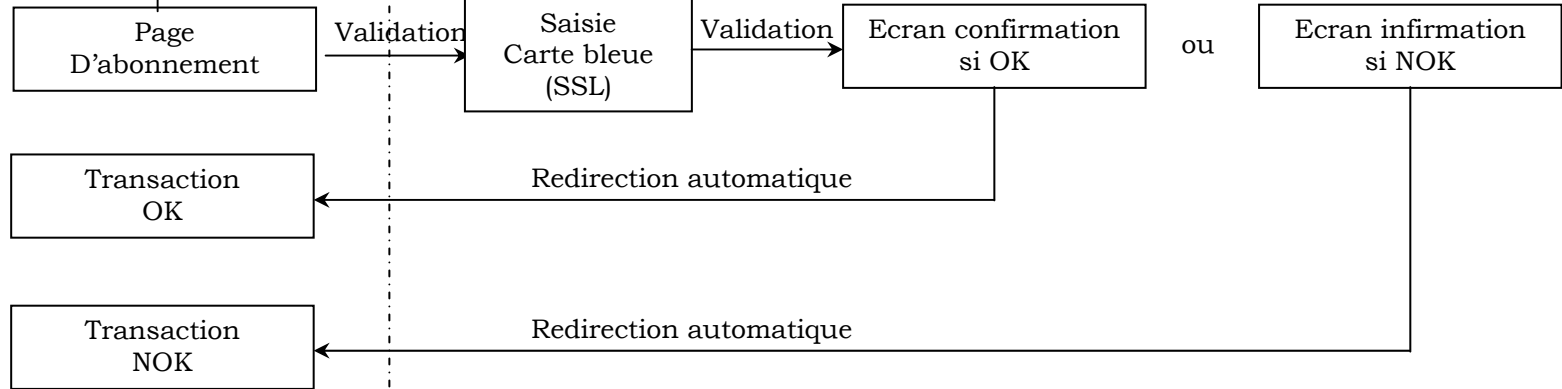 Page
D'abonnement
Validation
Saisie
Carte bleue
(SSL)
Validation
Ecran confirmation
si OK
ou
Ecran infirmation
si NOK
Transaction
OK
Redirection automatique
Transaction
NOK
Redirection automatique